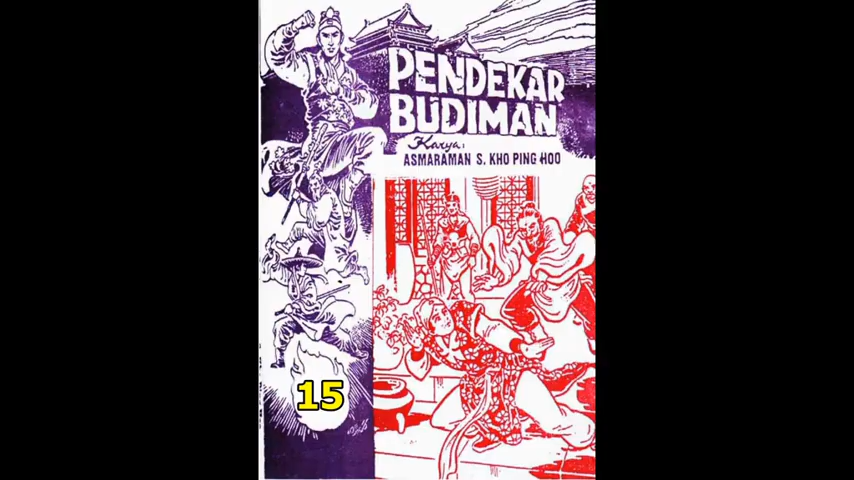 PENDEKAR
BUDIMAN
Karya:
ASMARAMAN S. KHO PING HOO
15